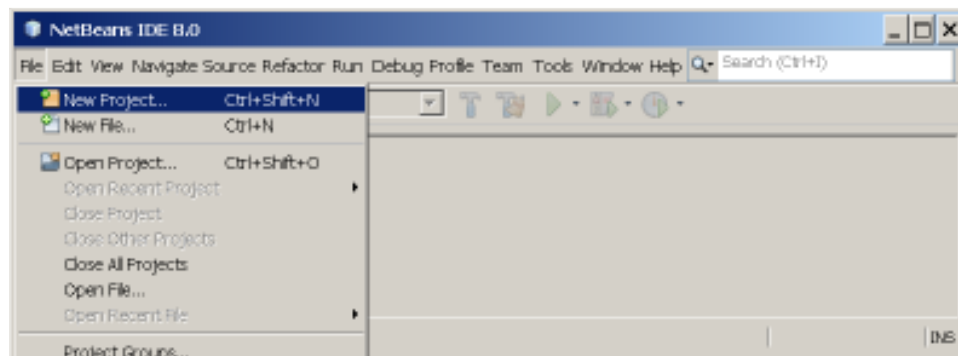 NetBeans IDE 8.0
File Edit View Navigate Source Refactor Run Debug Profile Team Tools Window Help Search (Ctrl+I)
New Project... Ctrl+Shift+N
New File... Ctrl+N
Open Project... Ctrl+Shift+O
Open Recent Project
Close Project
Close Other Projects
Close All Projects
Open File...
Open Recent File
Project Groups...
INS